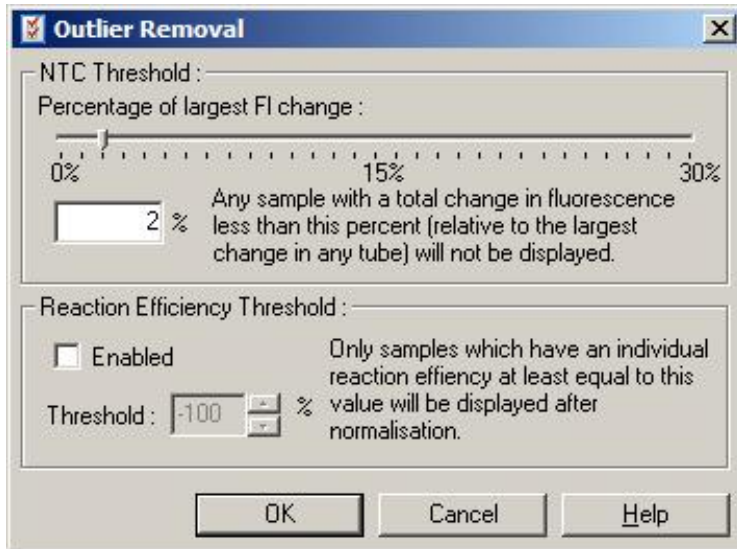 Outlier Removal
NTC Threshold :
Percentage of largest Fl change :
0% 15% 30%
2 %
Any sample with a total change in fluorescence
less than this percent (relative to the largest
change in any tube) will not be displayed.
Reaction Efficiency Threshold :
Enabled
Threshold : -100 %
Only samples which have an individual
reaction effiency at least equal to this
value will be displayed after
normalisation.
OK Cancel Help